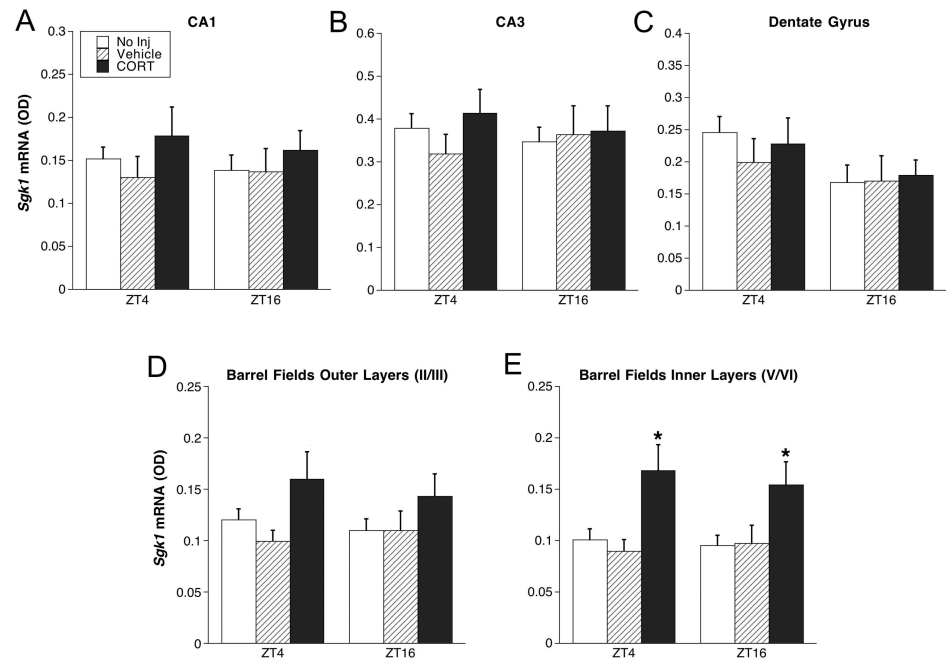 A
CA1
0.3
0.25
0.2
0.15
0.1
0.05
0
Sgk1 mRNA (OD)
No Inj
Vehicle
CORT
ZT4
ZT16
B
CA3
0.6
0.5
0.4
0.3
0.2
0.1
0
ZT4
ZT16
C
Dentate Gyrus
0.4
0.35
0.3
0.25
0.2
0.15
0.1
0.05
0
ZT4
ZT16
D
Barrel Fields Outer Layers (II/III)
0.25
0.2
0.15
0.1
0.05
0
Sgk1 mRNA (OD)
ZT4
ZT16
E
Barrel Fields Inner Layers (V/VI)
0.25
0.2
0.15
0.1
0.05
0
*
*
ZT4
ZT16